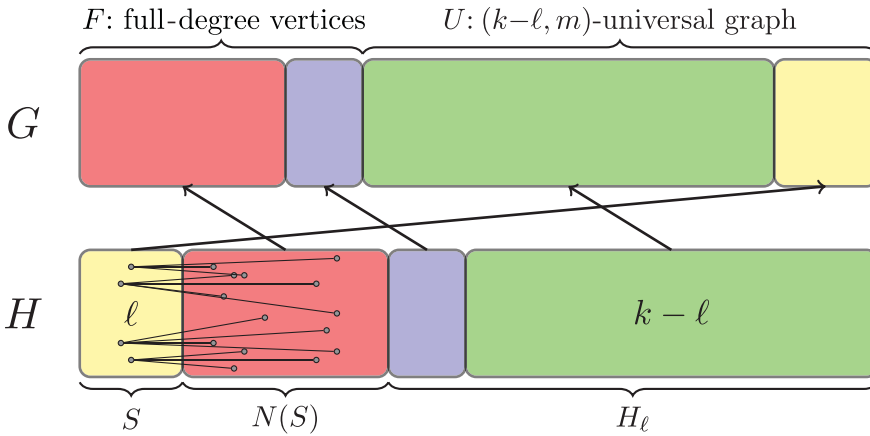 F: full-degree vertices
U: (k−ℓ, m)-universal graph
G
H
ℓ
k − ℓ
S
N(S)
H_ℓ